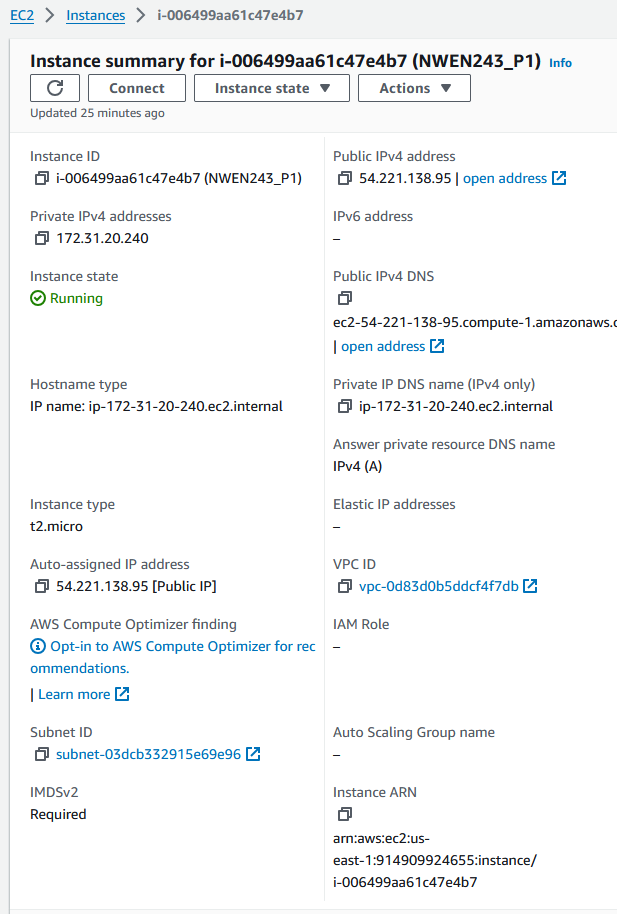 EC2 > Instances > i-006499aa61c47e4b7
Instance summary for i-006499aa61c47e4b7 (NWEN243_P1) Info
Connect Instance state Actions
Updated 25 minutes ago
Instance ID
i-006499aa61c47e4b7 (NWEN243_P1)
Public IPv4 address
54.221.138.95 | open address
Private IPv4 addresses
172.31.20.240
IPv6 address
–
Instance state
Running
Public IPv4 DNS
ec2-54-221-138-95.compute-1.amazonaws.c
| open address
Hostname type
IP name: ip-172-31-20-240.ec2.internal
Private IP DNS name (IPv4 only)
ip-172-31-20-240.ec2.internal
Answer private resource DNS name
IPv4 (A)
Instance type
t2.micro
Elastic IP addresses
–
Auto-assigned IP address
54.221.138.95 [Public IP]
VPC ID
vpc-0d83d0b5ddcf4f7db
AWS Compute Optimizer finding
Opt-in to AWS Compute Optimizer for rec
ommendations.
| Learn more
IAM Role
–
Subnet ID
subnet-03dcb332915e69e96
Auto Scaling Group name
–
IMDSv2
Required
Instance ARN
arn:aws:ec2:us-
east-1:914909924655:instance/
i-006499aa61c47e4b7